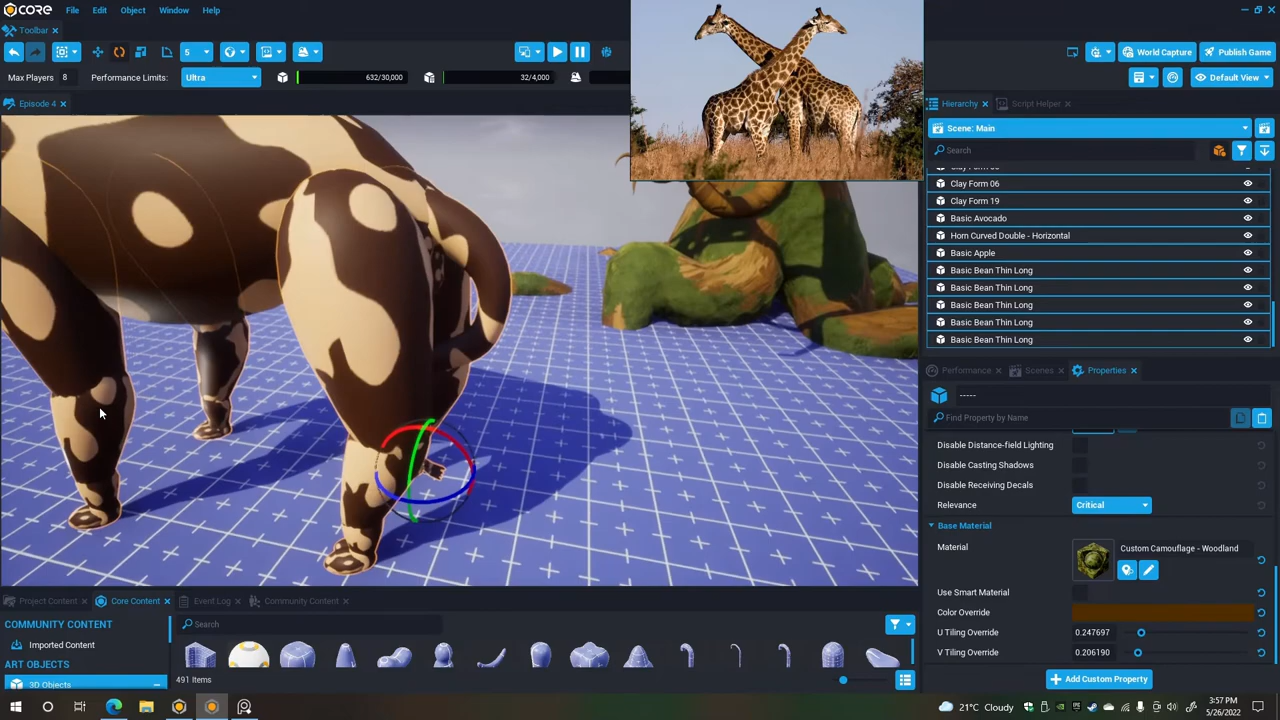 CORE File Edit Object Window Help
Toolbar
5 World Capture Publish Game
Max Players 8 Performance Limits: Ultra 632/30,000 32/4,000 Default View
Episode 4 Hierarchy Script Helper
Scene: Main
Search
Clay Form 06
Clay Form 19
Basic Avocado
Horn Curved Double - Horizontal
Basic Apple
Basic Bean Thin Long
Basic Bean Thin Long
Basic Bean Thin Long
Basic Bean Thin Long
Basic Bean Thin Long
Performance Scenes Properties
-----
Find Property by Name
Disable Distance-field Lighting
Disable Casting Shadows
Disable Receiving Decals
Relevance Critical
Base Material
Material Custom Camouflage - Woodland
Use Smart Material
Color Override
U Tiling Override 0.247697
V Tiling Override 0.206190
Add Custom Property
Project Content Core Content Event Log Community Content
COMMUNITY CONTENT Search
Imported Content
ART OBJECTS
3D Objects 491 Items
21°C Cloudy 3:57 PM
5/26/2022